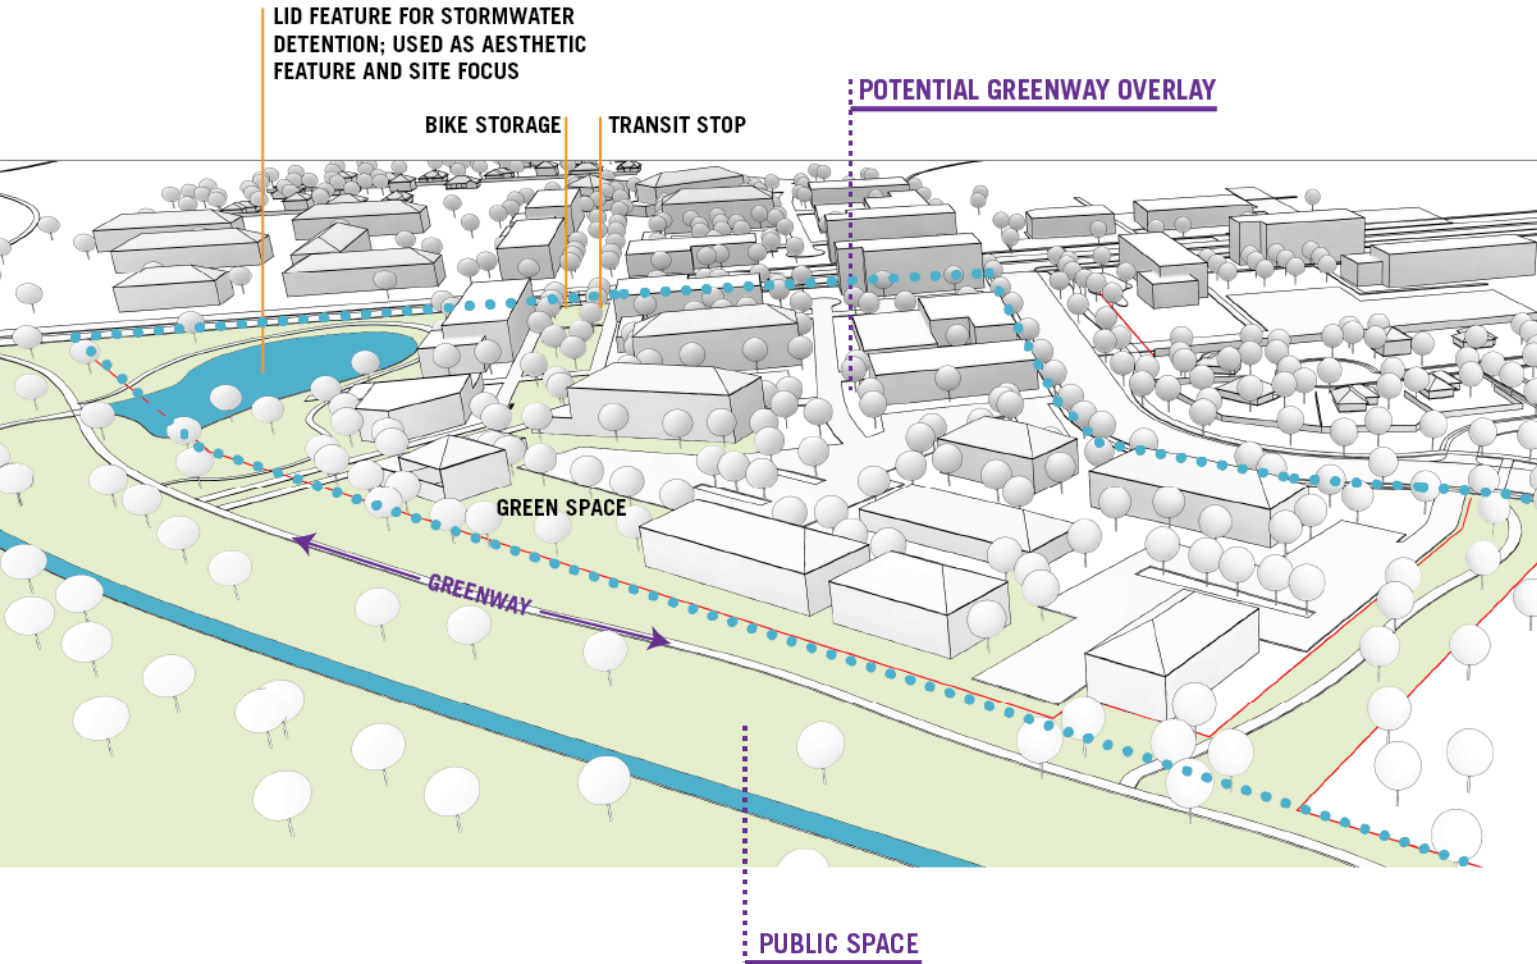 LID FEATURE FOR STORMWATER
DETENTION; USED AS AESTHETIC
FEATURE AND SITE FOCUS
POTENTIAL GREENWAY OVERLAY
BIKE STORAGE
TRANSIT STOP
GREEN SPACE
GREENWAY
PUBLIC SPACE